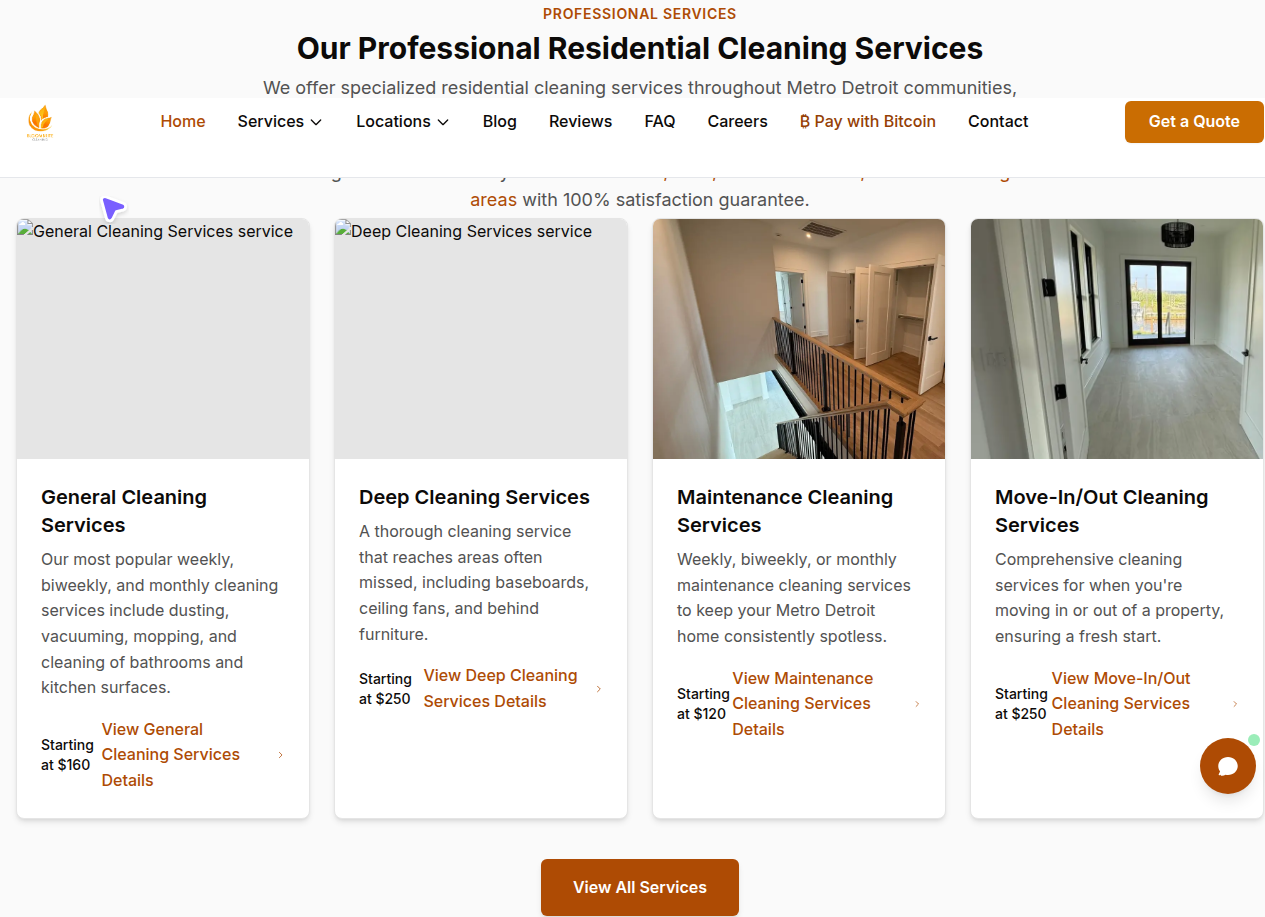 PROFESSIONAL SERVICES
Our Professional Residential Cleaning Services
We offer specialized residential cleaning services throughout Metro Detroit communities,
Home
Services
Locations
Blog
Reviews
FAQ
Careers
₿ Pay with Bitcoin
Contact
Get a Quote
areas with 100% satisfaction guarantee.
General Cleaning Services service
Deep Cleaning Services service
General Cleaning
Services
Our most popular weekly,
biweekly, and monthly cleaning
services include dusting,
vacuuming, mopping, and
cleaning of bathrooms and
kitchen surfaces.
Starting
at $160
View General
Cleaning Services
Details
Deep Cleaning Services
A thorough cleaning service
that reaches areas often
missed, including baseboards,
ceiling fans, and behind
furniture.
Starting
at $250
View Deep Cleaning
Services Details
Maintenance Cleaning
Services
Weekly, biweekly, or monthly
maintenance cleaning services
to keep your Metro Detroit
home consistently spotless.
Starting
at $120
View Maintenance
Cleaning Services
Details
Move-In/Out Cleaning
Services
Comprehensive cleaning
services for when you're
moving in or out of a property,
ensuring a fresh start.
Starting
at $250
View Move-In/Out
Cleaning Services
Details
View All Services